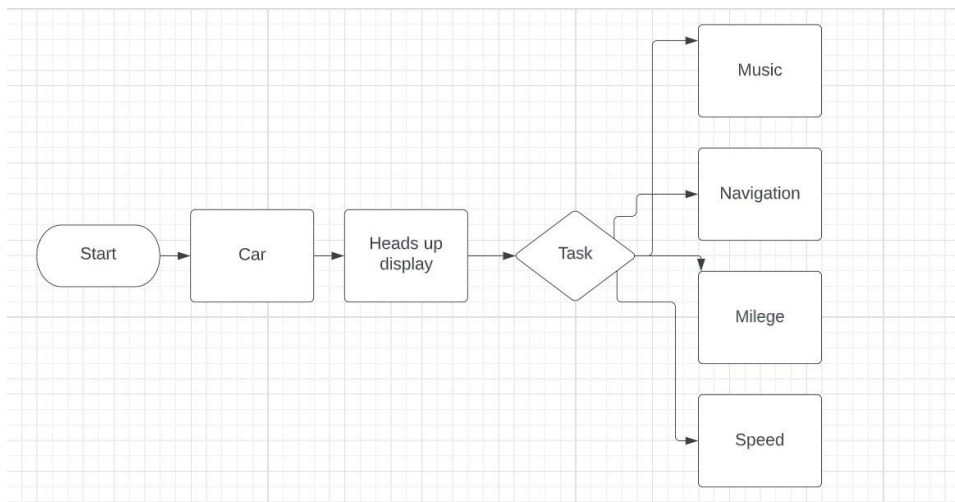 Start
Car
Heads up
display
Task
Music
Navigation
Milege
Speed